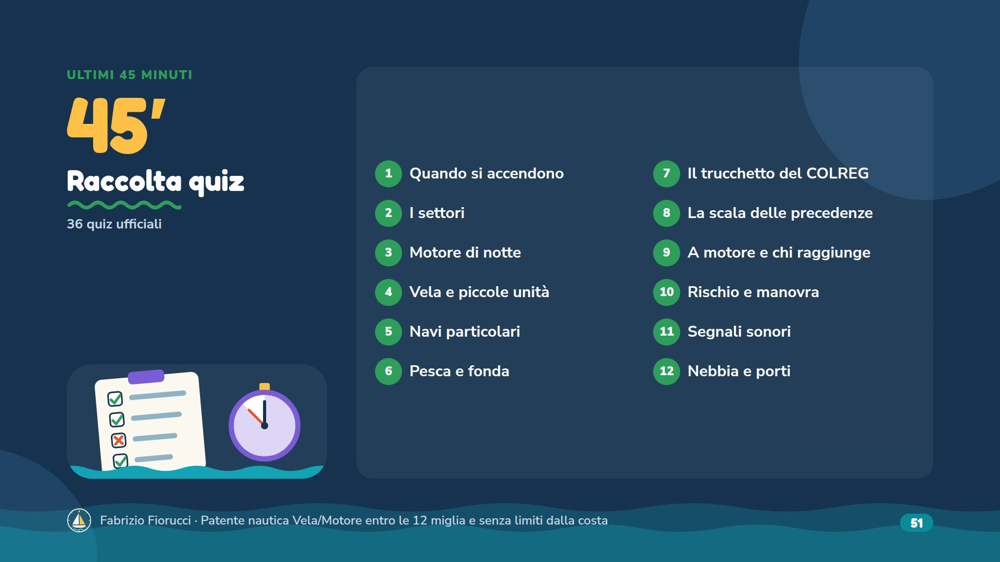 ULTIMI 45 MINUTI
45′
Raccolta quiz
36 quiz ufficiali
1 Quando si accendono
2 I settori
3 Motore di notte
4 Vela e piccole unità
5 Navi particolari
6 Pesca e fonda
7 Il trucchetto del COLREG
8 La scala delle precedenze
9 A motore e chi raggiunge
10 Rischio e manovra
11 Segnali sonori
12 Nebbia e porti
Fabrizio Fiorucci · Patente nautica Vela/Motore entro le 12 miglia e senza limiti dalla costa
51